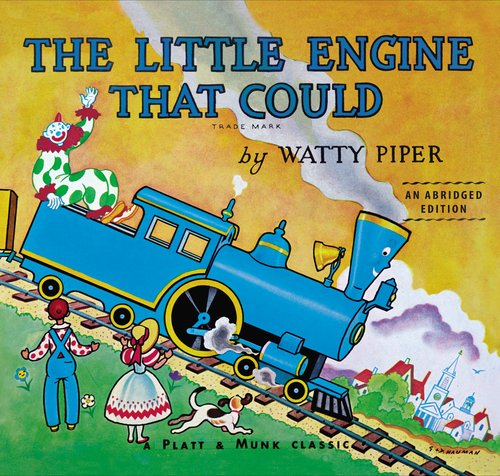 THE LITTLE ENGINE
THAT COULD
TRADE MARK
by WATTY PIPER
AN ABRIDGED
EDITION
A PLATT & MUNK CLASSIC